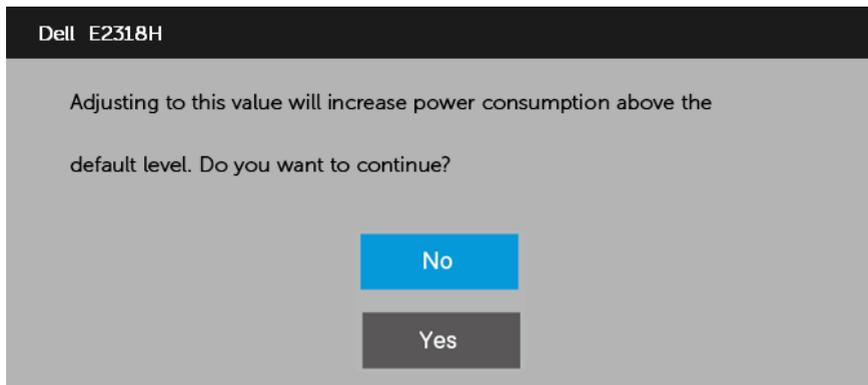 Dell E2318H
Adjusting to this value will increase power consumption above the
default level. Do you want to continue?
No
Yes